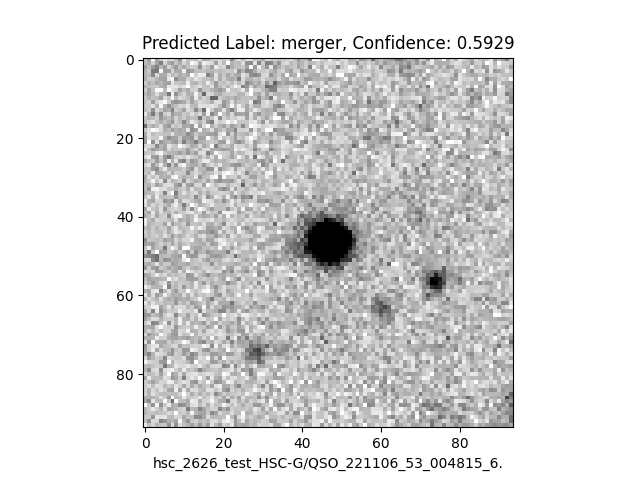 Predicted Label: merger, Confidence: 0.5929
0
20
40
60
80
0 20 40 60 80
hsc_2626_test_HSC-G/QSO_221106_53_004815_6.